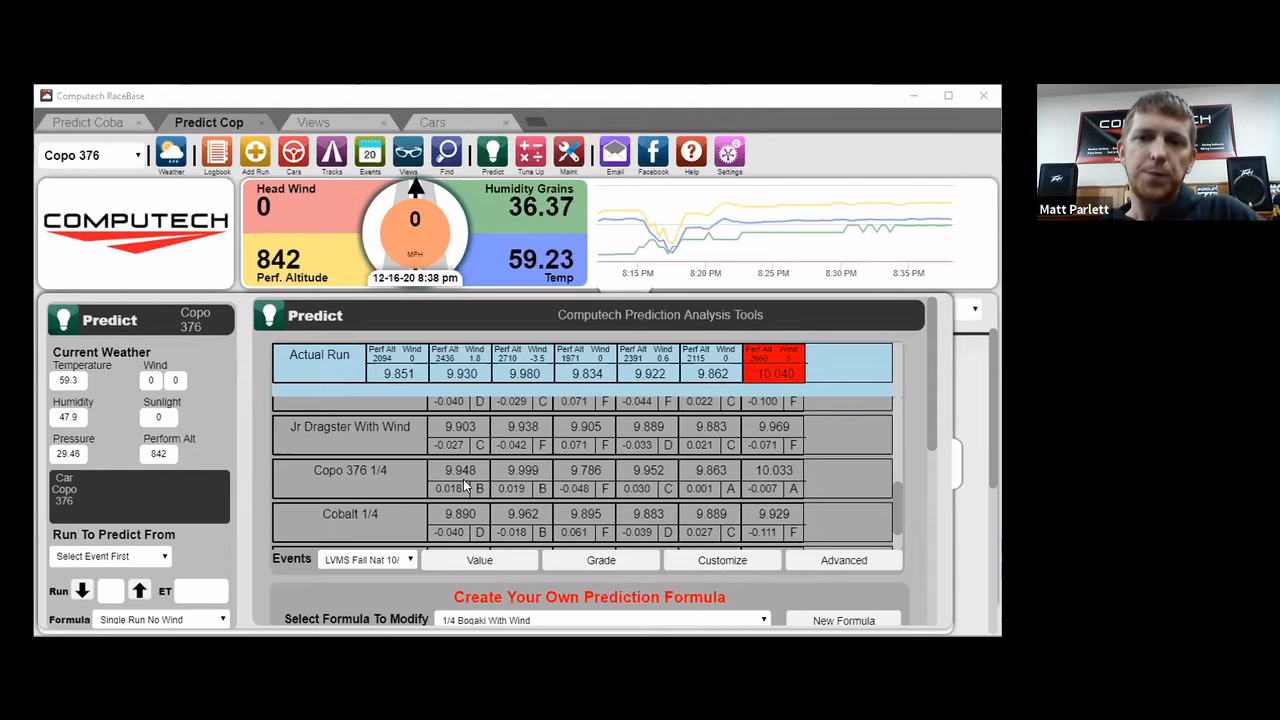 Computech RaceBase
Predict Coba
Predict Cop
Views
Cars
Copo 376
Weather
Logbook
Add Run
Cars
Tracks
Events
20
Views
Find
Predict
Tune Up
Maint.
Email
Facebook
Help
Settings
COMPUTECH
Head Wind
0
842
Perf. Altitude
0
MPH
12-16-20 8:38 pm
Humidity Grains
36.37
59.23
Temp
8:15 PM 8:20 PM 8:25 PM 8:30 PM 8:35 PM
Matt Parlett
Predict Copo 376
Current Weather
Temperature Wind
59.3 0 0
Humidity Sunlight
47.9 0
Pressure Perform Alt
29.46 842
Car
Copo
376
Run To Predict From
Select Event First
Run ET
Formula Single Run No Wind
Predict Computech Prediction Analysis Tools
Actual Run
Perf Alt Wind Perf Alt Wind Perf Alt Wind Perf Alt Wind Perf Alt Wind Perf Alt Wind Perf Alt Wind
2094 0 2436 1.8 2710 -3.5 1971 0 2391 0.6 2115 0
9.851 9.930 9.980 9.834 9.922 9.862 10.040
-0.040 D -0.029 C 0.071 F -0.044 F 0.022 C -0.100 F
Jr Dragster With Wind 9.903 9.938 9.905 9.889 9.883 9.969
-0.027 C -0.042 F 0.071 F -0.033 D 0.021 C -0.071 F
Copo 376 1/4 9.948 9.999 9.786 9.952 9.863 10.033
0.018 B 0.019 B -0.048 F 0.030 C 0.001 A -0.007 A
Cobalt 1/4 9.890 9.962 9.895 9.883 9.889 9.929
-0.040 D -0.018 B 0.061 F -0.039 D 0.027 C -0.111 F
Events LVMS Fall Nat 10/ Value Grade Customize Advanced
Create Your Own Prediction Formula
Select Formula To Modify 1/4 Bogaki With Wind New Formula